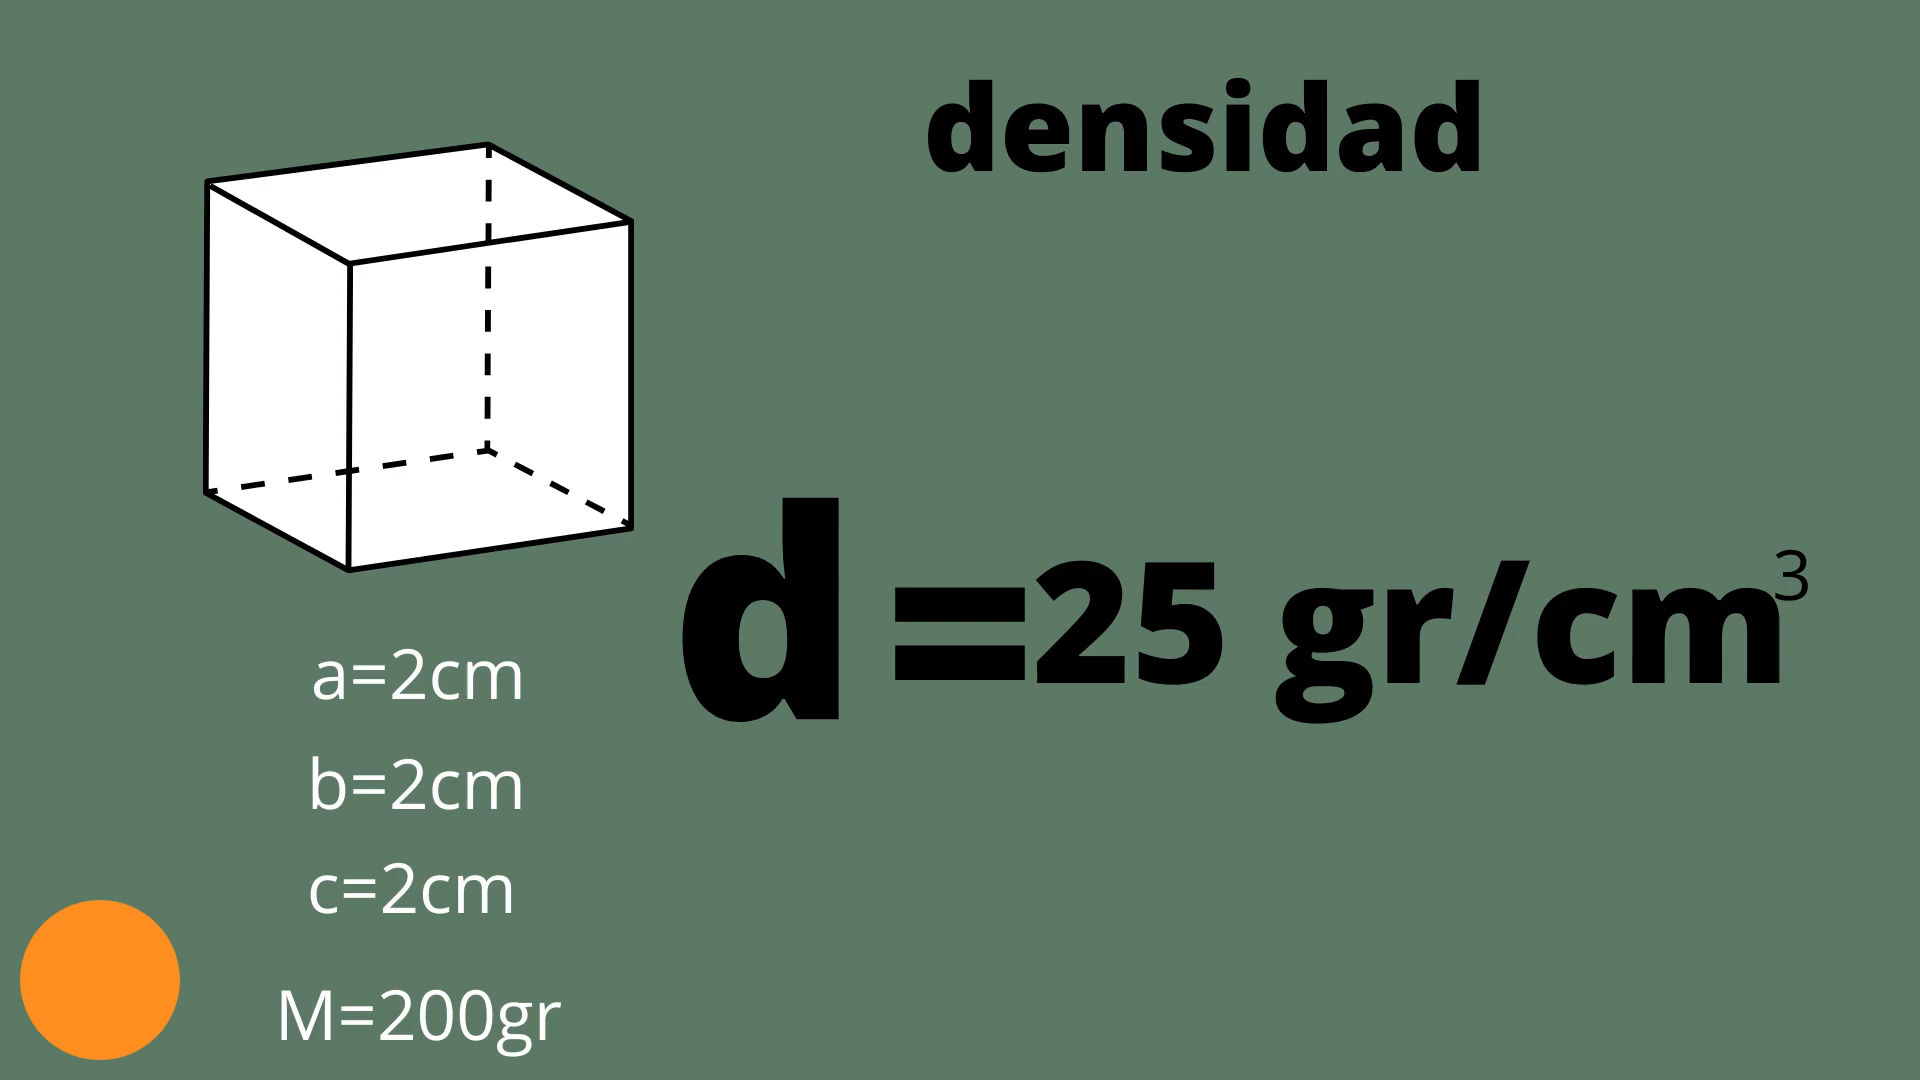 densidad
d =25 gr/cm³
a=2cm
b=2cm
c=2cm
M=200gr